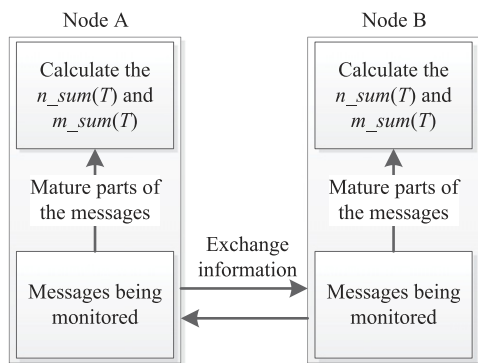 Node A
Node B
Calculate the
n_sum(T) and
m_sum(T)
Calculate the
n_sum(T) and
m_sum(T)
Mature parts of
the messages
Mature parts of
the messages
Exchange
information
Messages being
monitored
Messages being
monitored